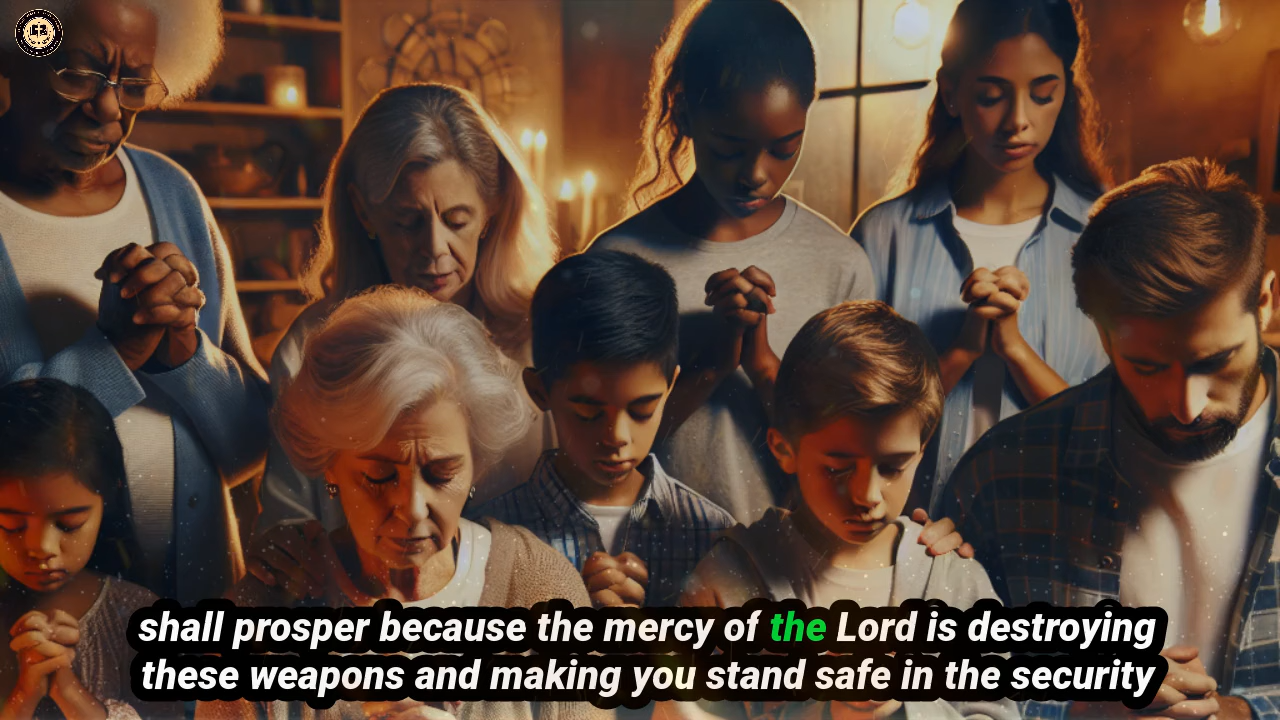 shall prosper because the mercy of the Lord is destroying
these weapons and making you stand safe in the security